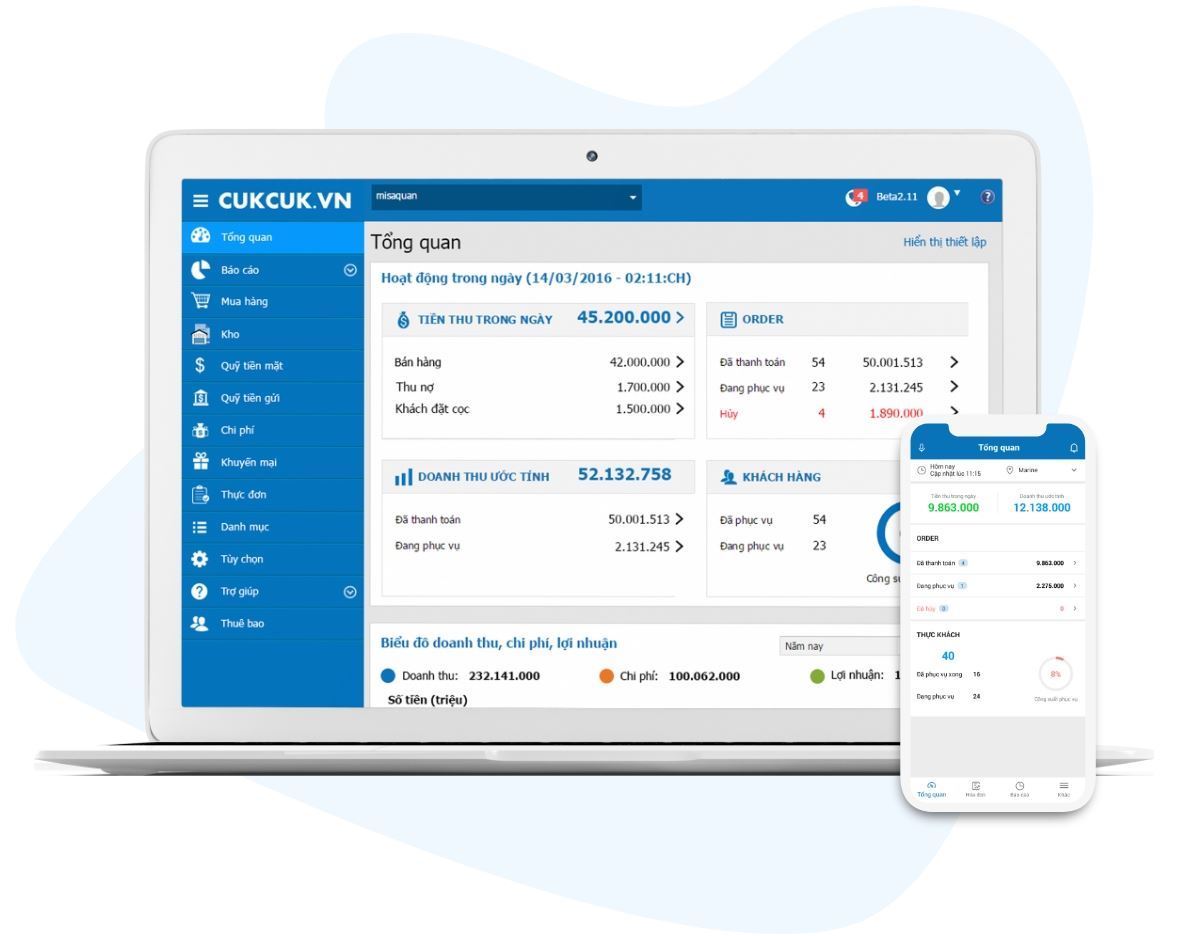 CUKCUK.VN
misaquan
4
Beta2.11
?
Tổng quan
Báo cáo
Mua hàng
Kho
Quỹ tiền mặt
Quỹ tiền gửi
Chi phí
Khuyến mại
Thực đơn
Danh mục
Tùy chọn
Trợ giúp
Thuê bao
Tổng quan
Hiển thị thiết lập
Hoạt động trong ngày (14/03/2016 - 02:11:CH)
TIỀN THU TRONG NGÀY 45.200.000
Bán hàng 42.000.000
Thu nợ 1.700.000
Khách đặt cọc 1.500.000
ORDER
Đã thanh toán 54 50.001.513
Đang phục vụ 23 2.131.245
Hủy 4 1.890.000
DOANH THU ƯỚC TÍNH 52.132.758
Đã thanh toán 50.001.513
Đang phục vụ 2.131.245
KHÁCH HÀNG
Đã phục vụ 54
Đang phục vụ 23
Công s
Biểu đồ doanh thu, chi phí, lợi nhuận
Năm nay
Doanh thu: 232.141.000
Chi phí: 100.062.000
Lợi nhuận: 1
Số tiền (triệu)
Tổng quan
Hôm nay
Cập nhật lúc 11:15
Marine
Tiền thu trong ngày
9.863.000
Doanh thu ước tính
12.138.000
ORDER
Đã thanh toán 4 9.863.000
Đang phục vụ 1 2.275.000
Đã hủy 0 0
THỰC KHÁCH
40
Đã phục vụ xong 16
Đang phục vụ 24
8%
Công suất phục vụ
Tổng quan
Hóa đơn
Báo cáo
Khác